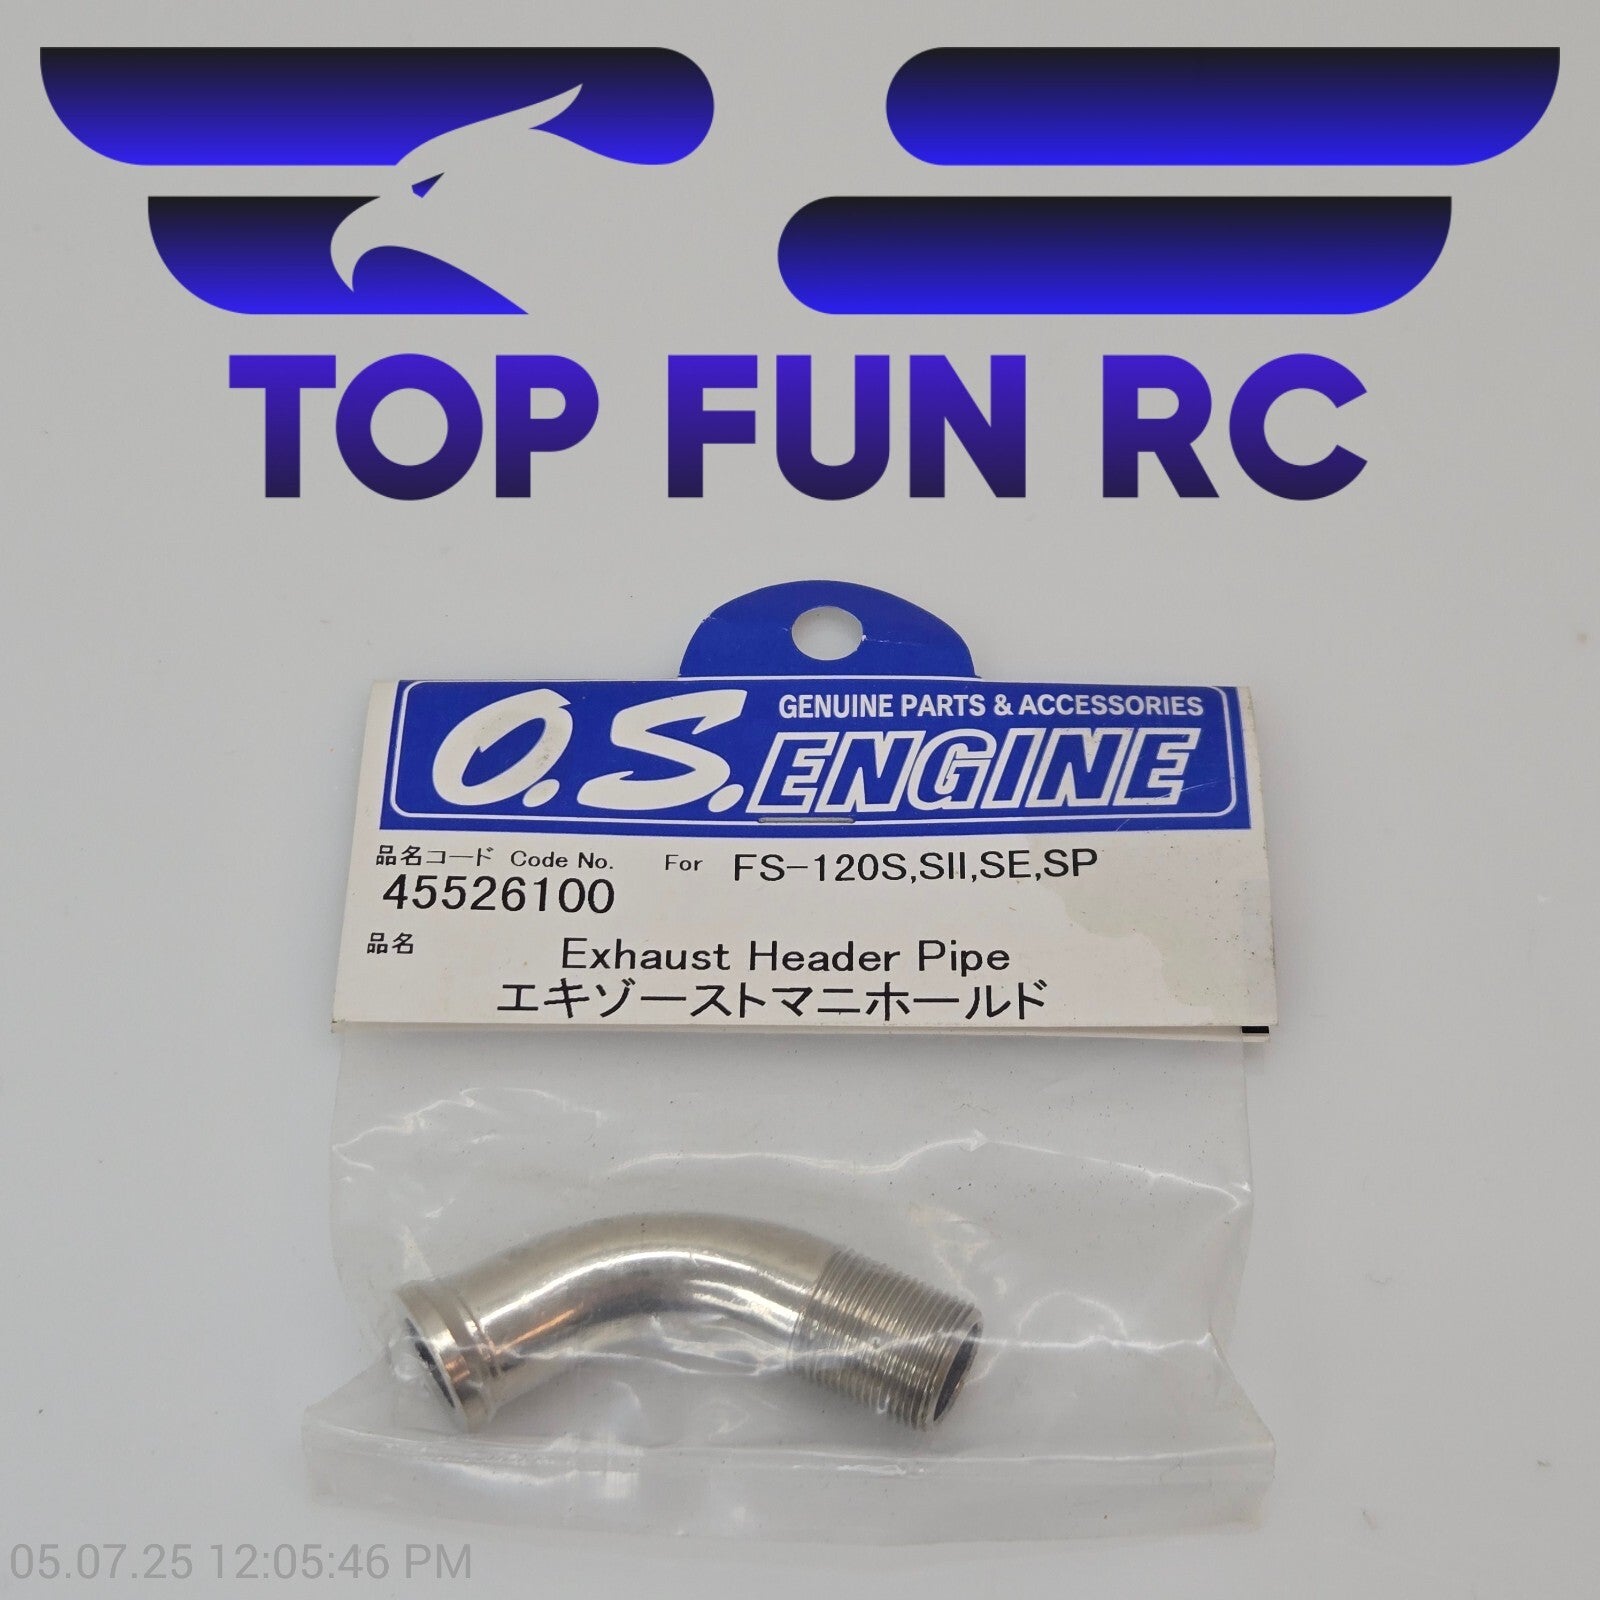 TOP FUN RC
GENUINE PARTS & ACCESSORIES
O.S. ENGINE
品名コード Code No. For FS-120S,SII,SE,SP
45526100
品名 Exhaust Header Pipe
エキゾーストマニホールド
05.07.25 12:05:46 PM